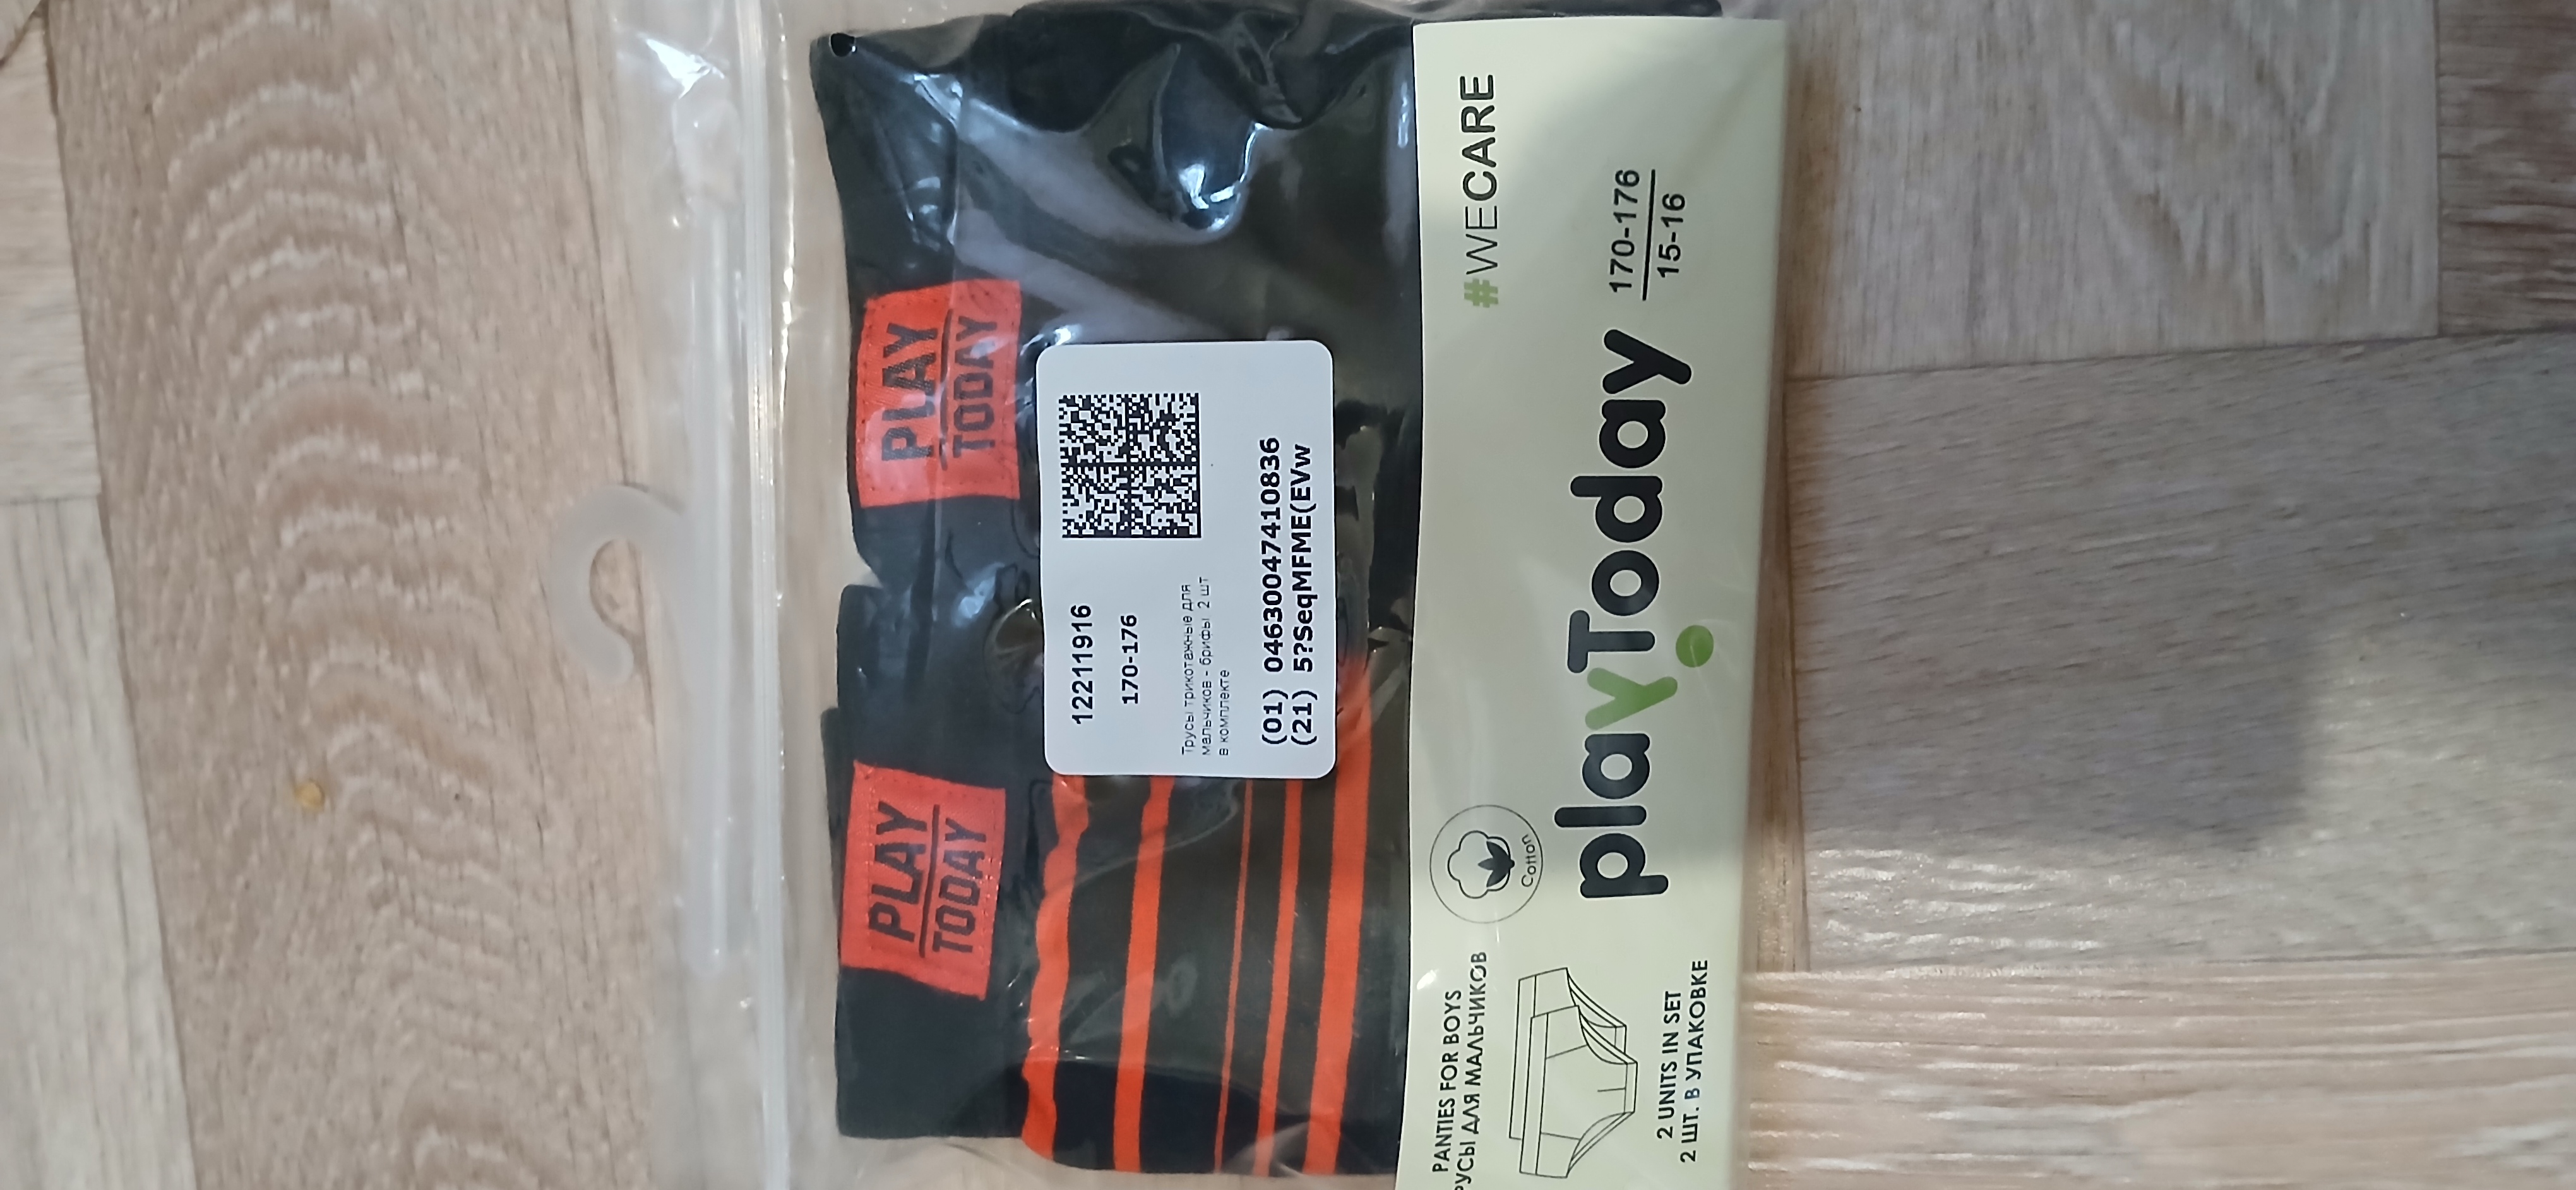 PLAY
TODAY
PLAY
TODAY
12211916
170-176
Трусы трикотажные для
мальчиков - брифы 2 шт
в комплекте
(01) 04630047410836
(21) 5?SeqMFME(EVw
PANTIES FOR BOYS
РУСЫ ДЛЯ МАЛЬЧИКОВ
Cotton
#WECARE
playToday
170-176
15-16
2 UNITS IN SET
2 ШТ. В УПАКОВКЕ